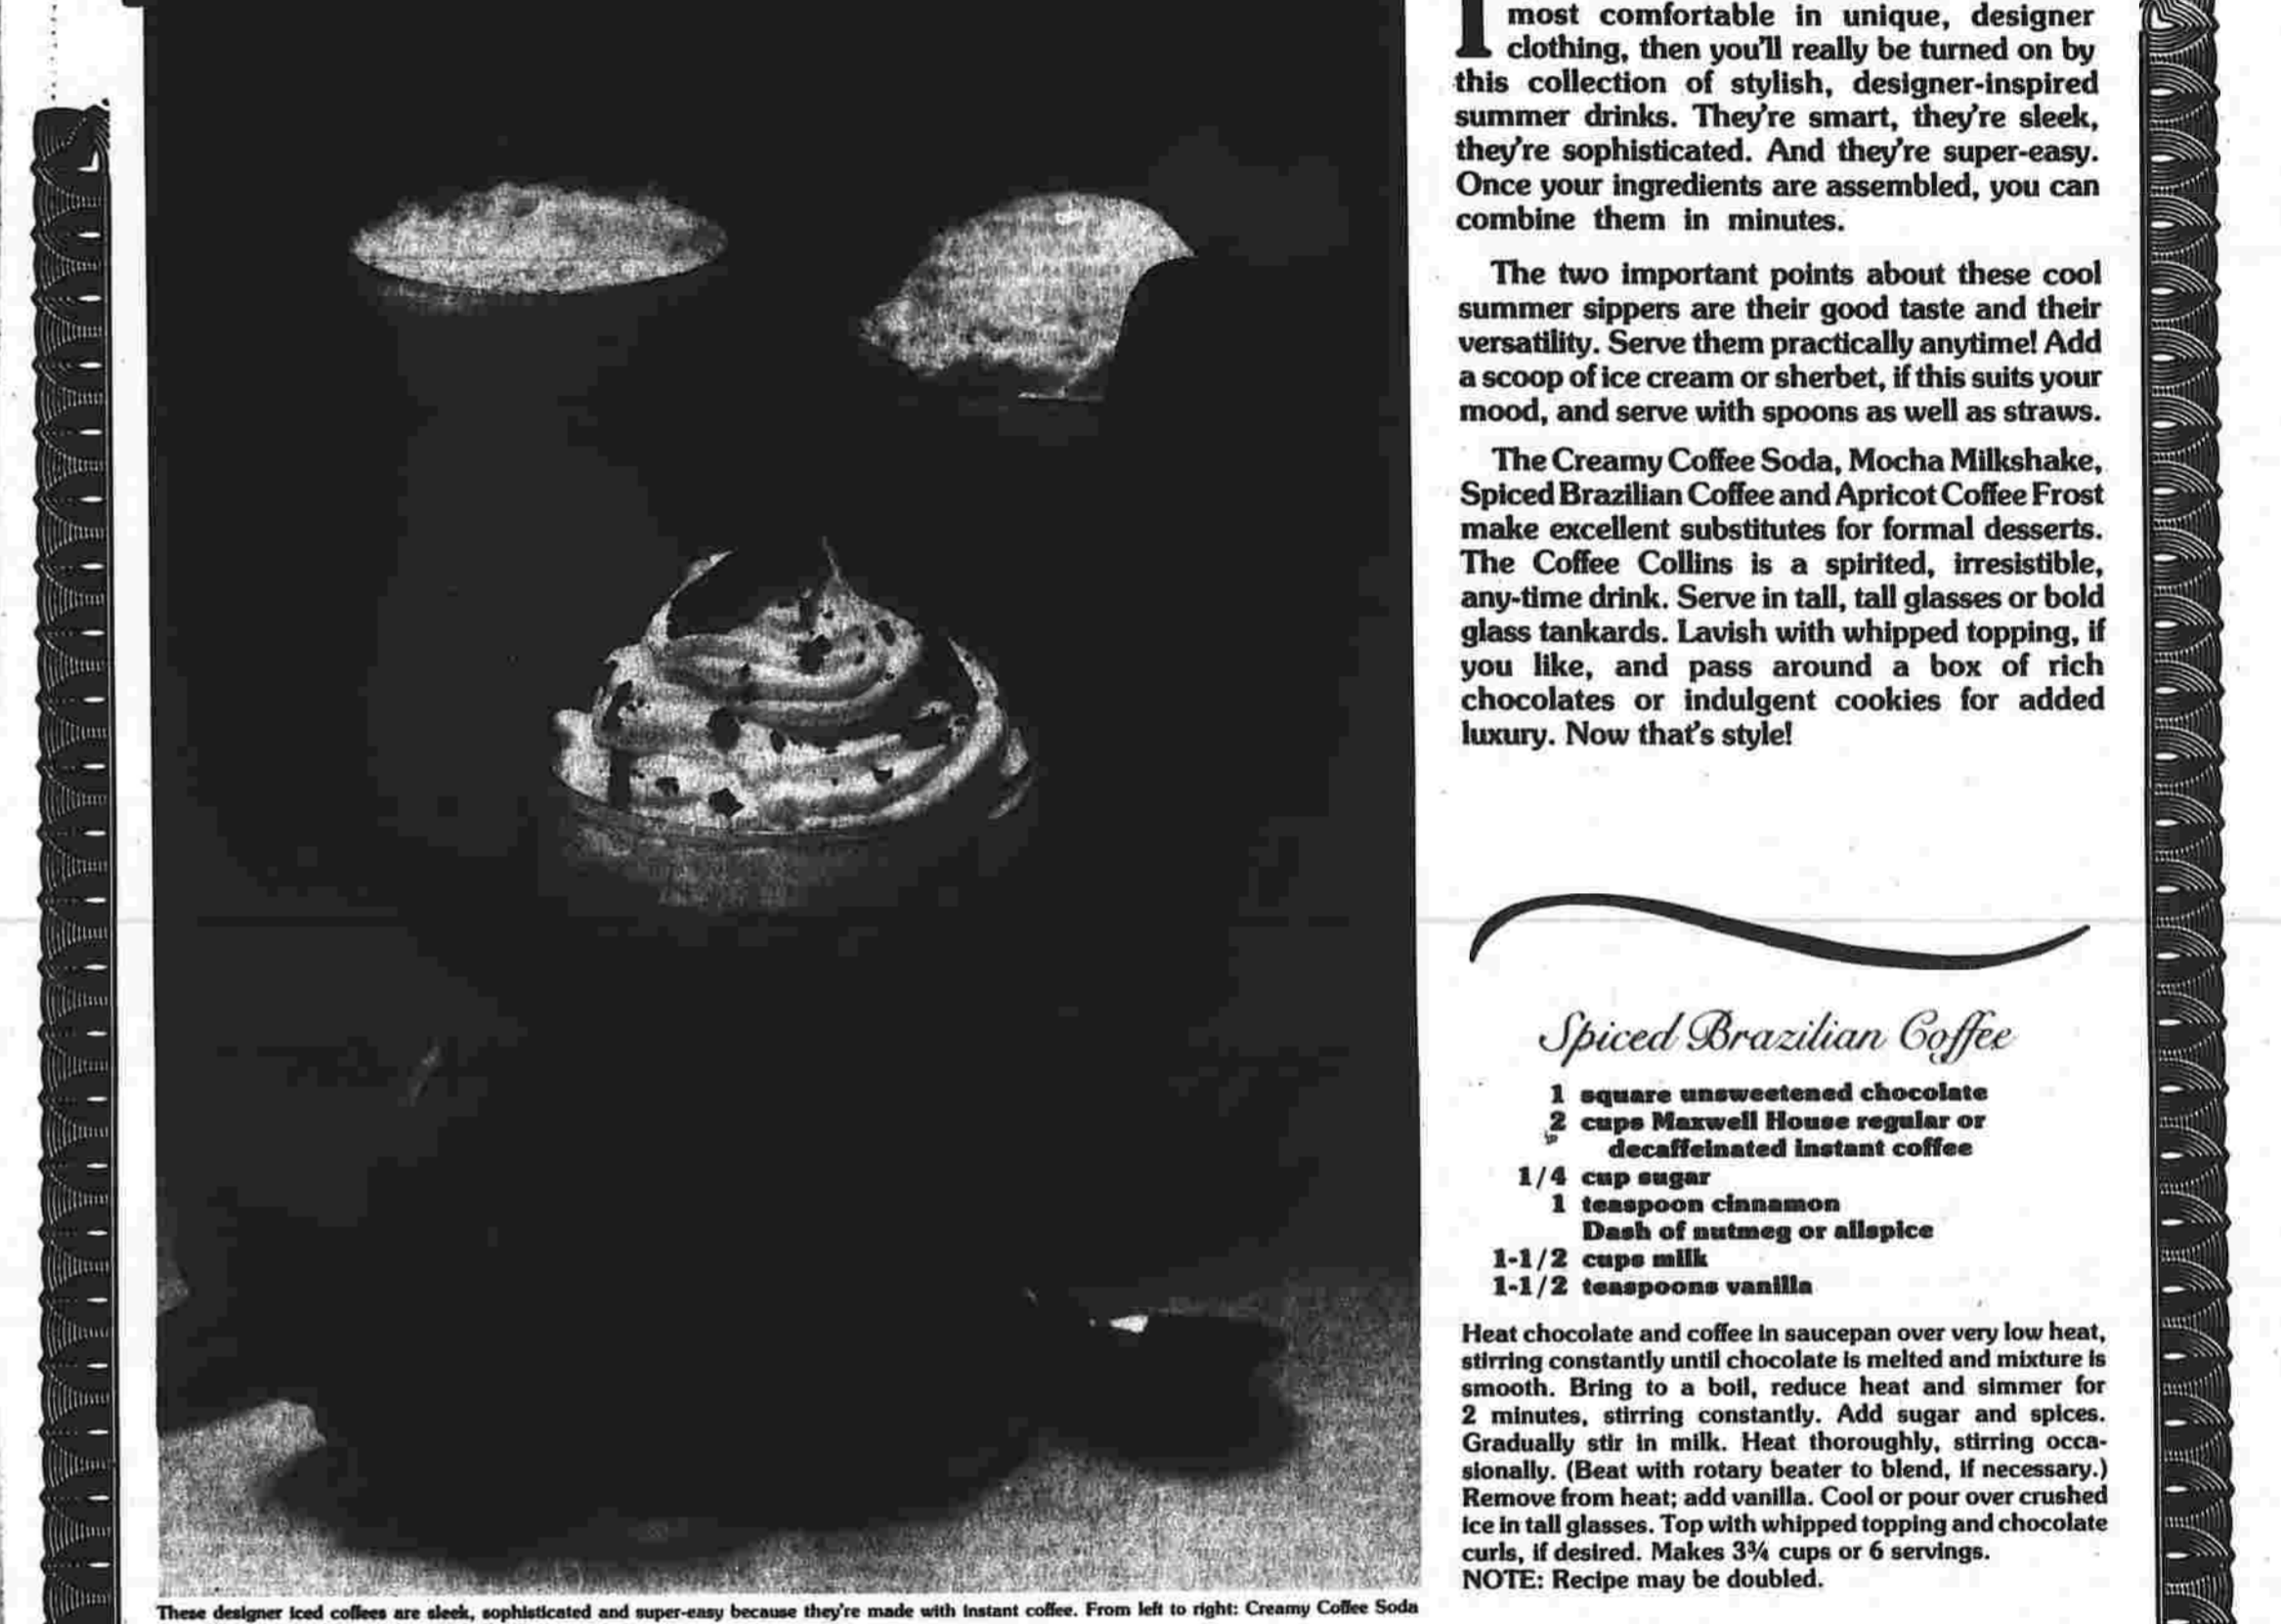 most comfortable in unique, designer
clothing, then you'll really be turned on by
this collection of stylish, designer-inspired
summer drinks. They're smart, they're sleek,
they're sophisticated. And they're super-easy.
Once your ingredients are assembled, you can
combine them in minutes.
The two important points about these cool
summer sippers are their good taste and their
versatility. Serve them practically anytime! Add
a scoop of ice cream or sherbet, if this suits your
mood, and serve with spoons as well as straws.
The Creamy Coffee Soda, Mocha Milkshake,
Spiced Brazilian Coffee and Apricot Coffee Frost
make excellent substitutes for formal desserts.
The Coffee Collins is a spirited, irresistible,
any-time drink. Serve in tall, tall glasses or bold
glass tankards. Lavish with whipped topping, if
you like, and pass around a box of rich
chocolates or indulgent cookies for added
luxury. Now that's style!
Spiced Brazilian Coffee
1 square unsweetened chocolate
2 cups Maxwell House regular or
decaffeinated instant coffee
1/4 cup sugar
1 teaspoon cinnamon
Dash of nutmeg or allspice
1-1/2 cups milk
1-1/2 teaspoons vanilla
Heat chocolate and coffee in saucepan over very low heat,
stirring constantly until chocolate is melted and mixture is
smooth. Bring to a boil, reduce heat and simmer for
2 minutes, stirring constantly. Add sugar and spices.
Gradually stir in milk. Heat thoroughly, stirring occa-
sionally. (Beat with rotary beater to blend, if necessary.)
Remove from heat; add vanilla. Cool or pour over crushed
ice in tall glasses. Top with whipped topping and chocolate
curls, if desired. Makes 3¾ cups or 6 servings.
NOTE: Recipe may be doubled.
These designer iced coffees are sleek, sophisticated and super-easy because they're made with instant coffee. From left to right: Creamy Coffee Soda